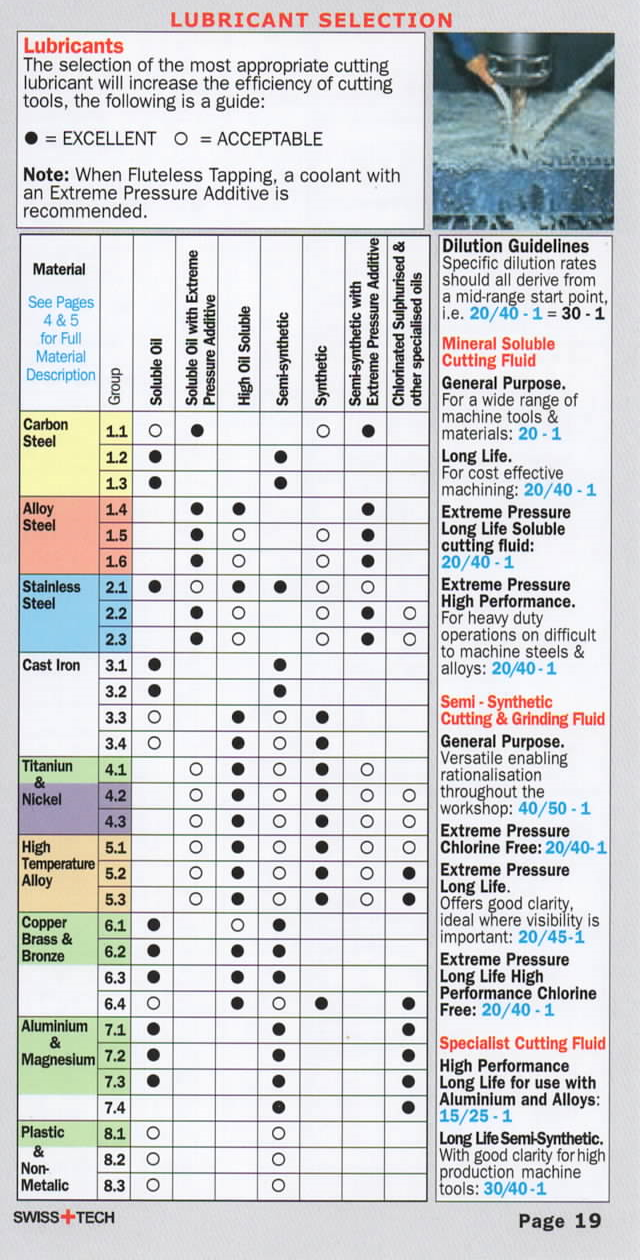 LUBRICANT SELECTION
Lubricants
The selection of the most appropriate cutting
lubricant will increase the efficiency of cutting
tools, the following is a guide:
● = EXCELLENT ○ = ACCEPTABLE
Note: When Fluteless Tapping, a coolant with
an Extreme Pressure Additive is
recommended.
Material
See Pages
4 & 5
for Full
Material
Description
Group
Soluble Oil
Soluble Oil with Extreme
Pressure Additive
High Oil Soluble
Semi-synthetic
Synthetic
Semi-synthetic with
Extreme Pressure Additive
Chlorinated Sulphurised &
other specialised oils
Carbon
Steel
1.1 ○ ● ○ ●
1.2 ● ●
1.3 ● ●
Alloy
Steel
1.4 ● ● ●
1.5 ● ○ ○ ●
1.6 ● ○ ○ ●
Stainless
Steel
2.1 ● ○ ● ● ○ ○
2.2 ● ○ ○ ● ○
2.3 ● ○ ○ ● ○
Cast Iron
3.1 ● ●
3.2 ● ●
3.3 ○ ● ○ ●
3.4 ○ ● ○ ●
Titaniun
&
Nickel
4.1 ○ ● ○ ● ○
4.2 ○ ● ○ ● ○ ○
4.3 ○ ● ○ ● ○ ○
High
Temperature
Alloy
5.1 ○ ● ○ ● ○ ○
5.2 ○ ● ○ ● ○ ●
5.3 ○ ● ○ ● ○ ●
Copper
Brass &
Bronze
6.1 ● ○ ●
6.2 ● ● ●
6.3 ● ● ●
6.4 ○ ● ○ ● ●
Aluminium
&
Magnesium
7.1 ● ● ●
7.2 ● ● ●
7.3 ● ● ●
7.4 ● ●
Plastic
&
Non-
Metalic
8.1 ○ ○
8.2 ○ ○
8.3 ○ ○
Dilution Guidelines
Specific dilution rates
should all derive from
a mid-range start point,
i.e. 20/40 - 1 = 30 - 1
Mineral Soluble
Cutting Fluid
General Purpose.
For a wide range of
machine tools &
materials: 20 - 1
Long Life.
For cost effective
machining: 20/40 - 1
Extreme Pressure
Long Life Soluble
cutting fluid:
20/40 - 1
Extreme Pressure
High Performance.
For heavy duty
operations on difficult
to machine steels &
alloys: 20/40 - 1
Semi - Synthetic
Cutting & Grinding Fluid
General Purpose.
Versatile enabling
rationalisation
throughout the
workshop: 40/50 - 1
Extreme Pressure
Chlorine Free: 20/40-1
Extreme Pressure
Long Life.
Offers good clarity,
ideal where visibility is
important: 20/45-1
Extreme Pressure
Long Life High
Performance Chlorine
Free: 20/40 - 1
Specialist Cutting Fluid
High Performance
Long Life for use with
Aluminium and Alloys:
15/25 - 1
Long Life Semi-Synthetic.
With good clarity for high
production machine
tools: 30/40-1
SWISS+TECH
Page 19